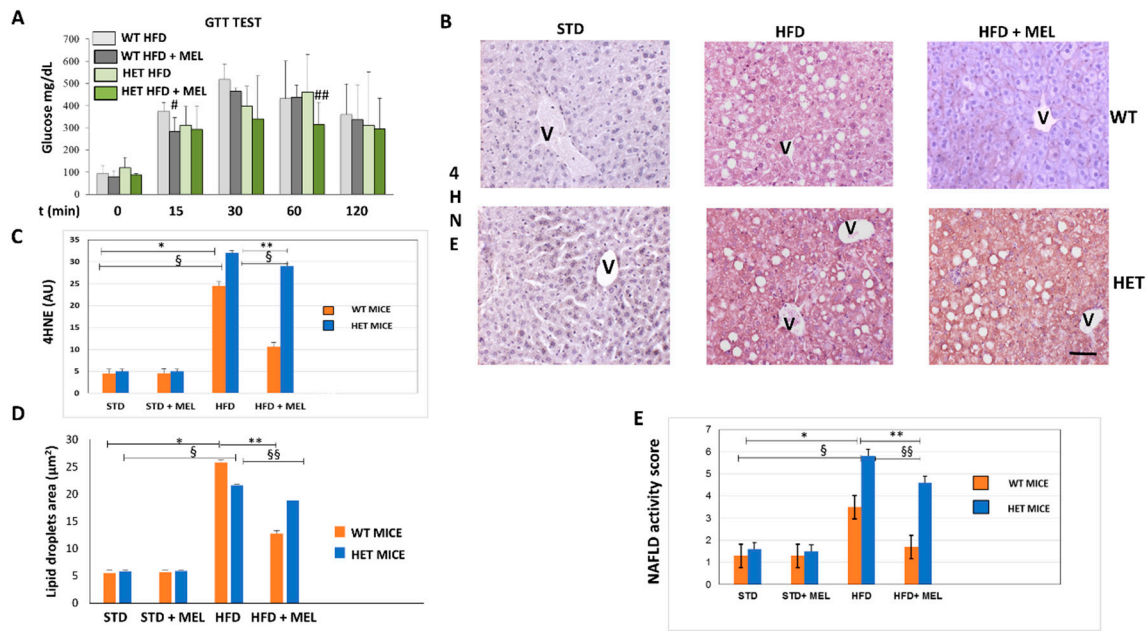 A
GTT TEST
WT HFD
WT HFD + MEL
HET HFD
HET HFD + MEL
Glucose mg/dL
700
600
500
400
300
200
100
0
#
##
t (min) 0 15 30 60 120
B
STD HFD HFD + MEL
4
H
N
E
V V V WT
V V V V HET
C
4HNE (AU)
35
30
25
20
15
10
5
0
* **
§ §
WT MICE
HET MICE
STD STD + MEL HFD HFD + MEL
D
Lipid droplets area (µm²)
30
25
20
15
10
5
0
* **
§ §§
WT MICE
HET MICE
STD STD + MEL HFD HFD + MEL
E
NAFLD activity score
7
6
5
4
3
2
1
0
* **
§ §§
WT MICE
HET MICE
STD STD+ MEL HFD HFD+ MEL